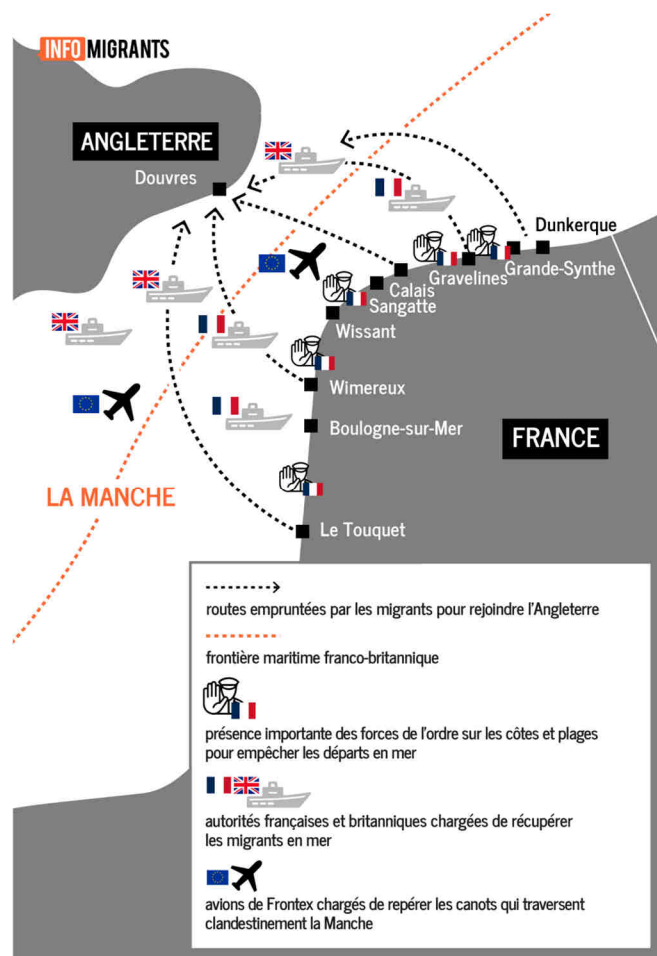 INFOMIGRANTS
ANGLETERRE
Douvres
Dunkerque
Grande-Synthe
Gravelines
Calais
Sangatte
Wissant
Wimereux
Boulogne-sur-Mer
FRANCE
LA MANCHE
Le Touquet
routes empruntées par les migrants pour rejoindre l'Angleterre
frontière maritime franco-britannique
présence importante des forces de l'ordre sur les côtes et plages
pour empêcher les départs en mer
autorités françaises et britanniques chargées de récupérer
les migrants en mer
avions de Frontex chargés de repérer les canots qui traversent
clandestinement la Manche